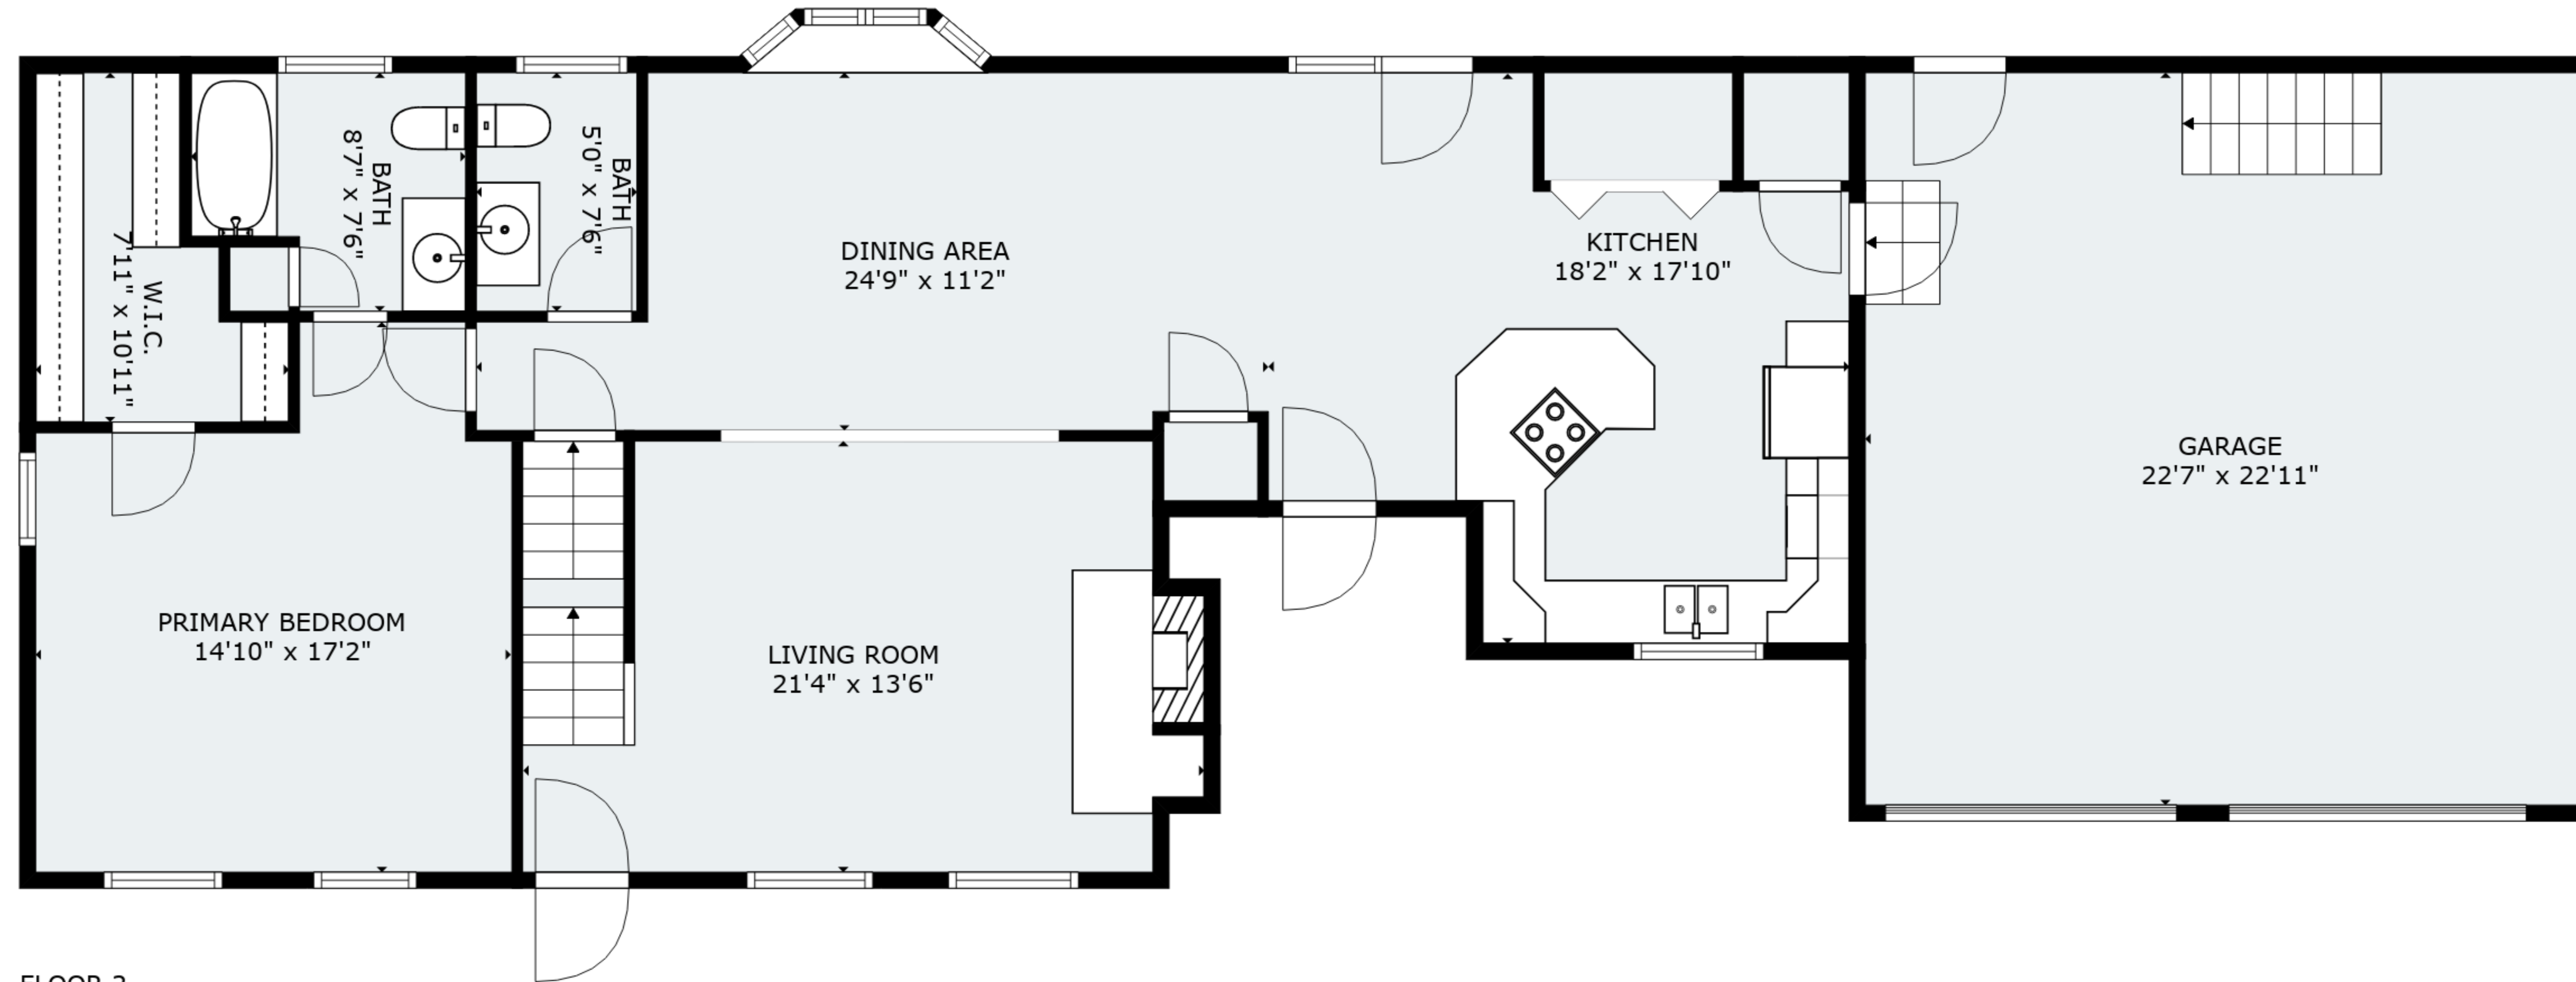 BATH
8'7" x 7'6"
BATH
5'0" x 7'6"
W.I.C.
7'11" x 10'11"
DINING AREA
24'9" x 11'2"
KITCHEN
18'2" x 17'10"
GARAGE
22'7" x 22'11"
PRIMARY BEDROOM
14'10" x 17'2"
LIVING ROOM
21'4" x 13'6"
FLOOR 2